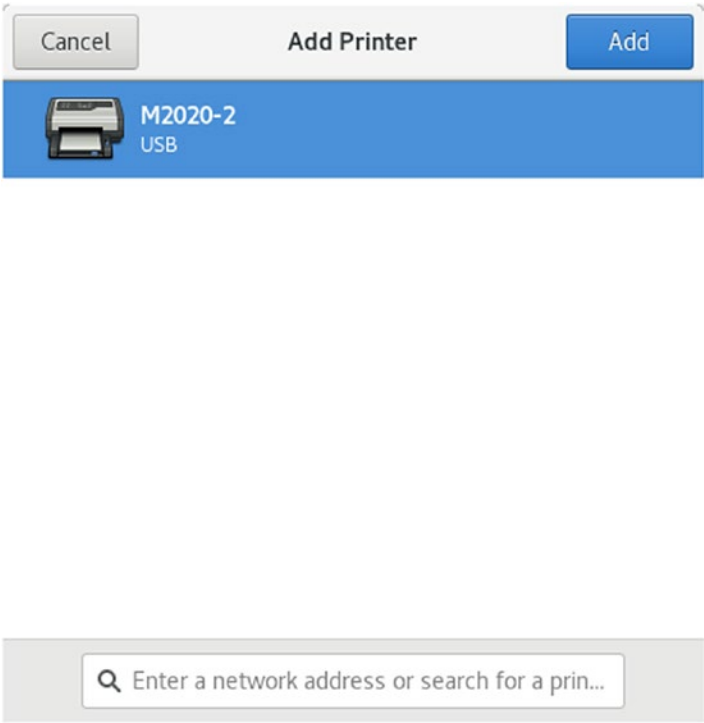 Cancel
Add Printer
Add
M2020-2
USB
Enter a network address or search for a prin...